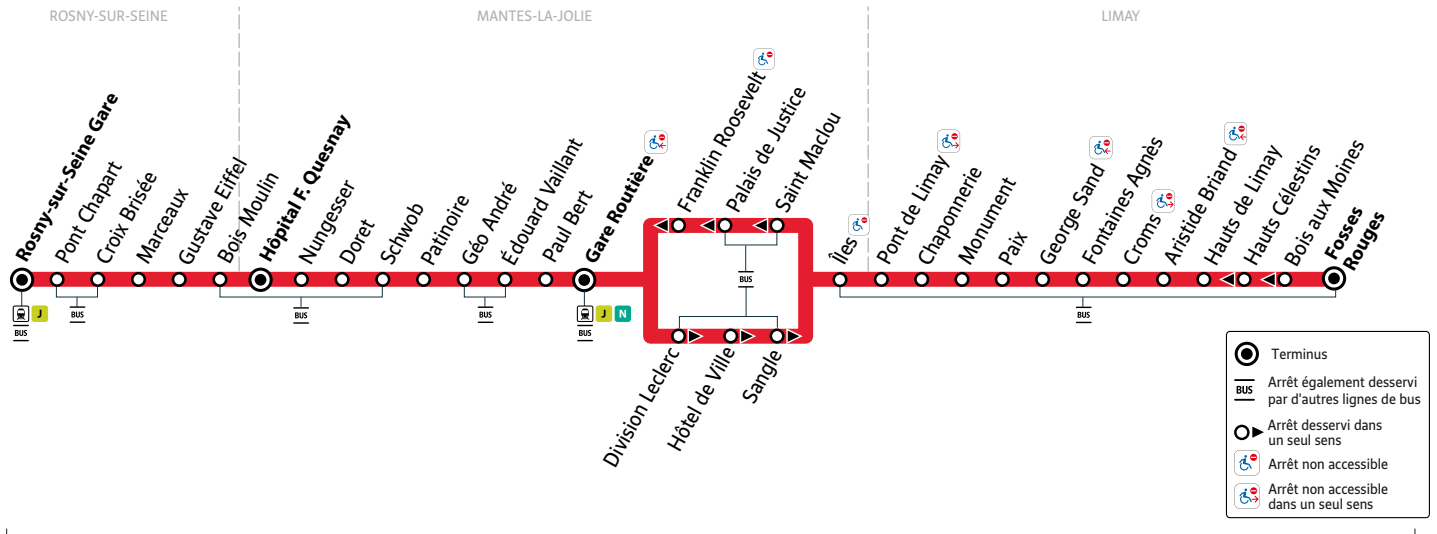 ROSNY-SUR-SEINE
MANTES-LA-JOLIE
LIMAY
Rosny-sur-Seine Gare
Pont Chapart
Croix Brisée
Marceaux
Gustave Eiffel
Bois Moulin
Hôpital F. Quesnay
Nungesser
Doret
Schwob
Patinoire
Géo André
Édouard Vaillant
Paul Bert
Gare Routière
Franklin Roosevelt
Palais de Justice
Saint Maclou
Division Leclerc
Hôtel de Ville
Sangle
Îles
Pont de Limay
Chaponnerie
Monument
Paix
George Sand
Fontaines Agnès
Croms
Aristide Briand
Hauts de Limay
Hauts Célestins
Bois aux Moines
Fosses
Rouges
J
BUS
BUS
BUS
BUS
J N
BUS
BUS
BUS
Terminus
BUS
Arrêt également desservi
par d'autres lignes de bus
Arrêt desservi dans
un seul sens
Arrêt non accessible
Arrêt non accessible
dans un seul sens